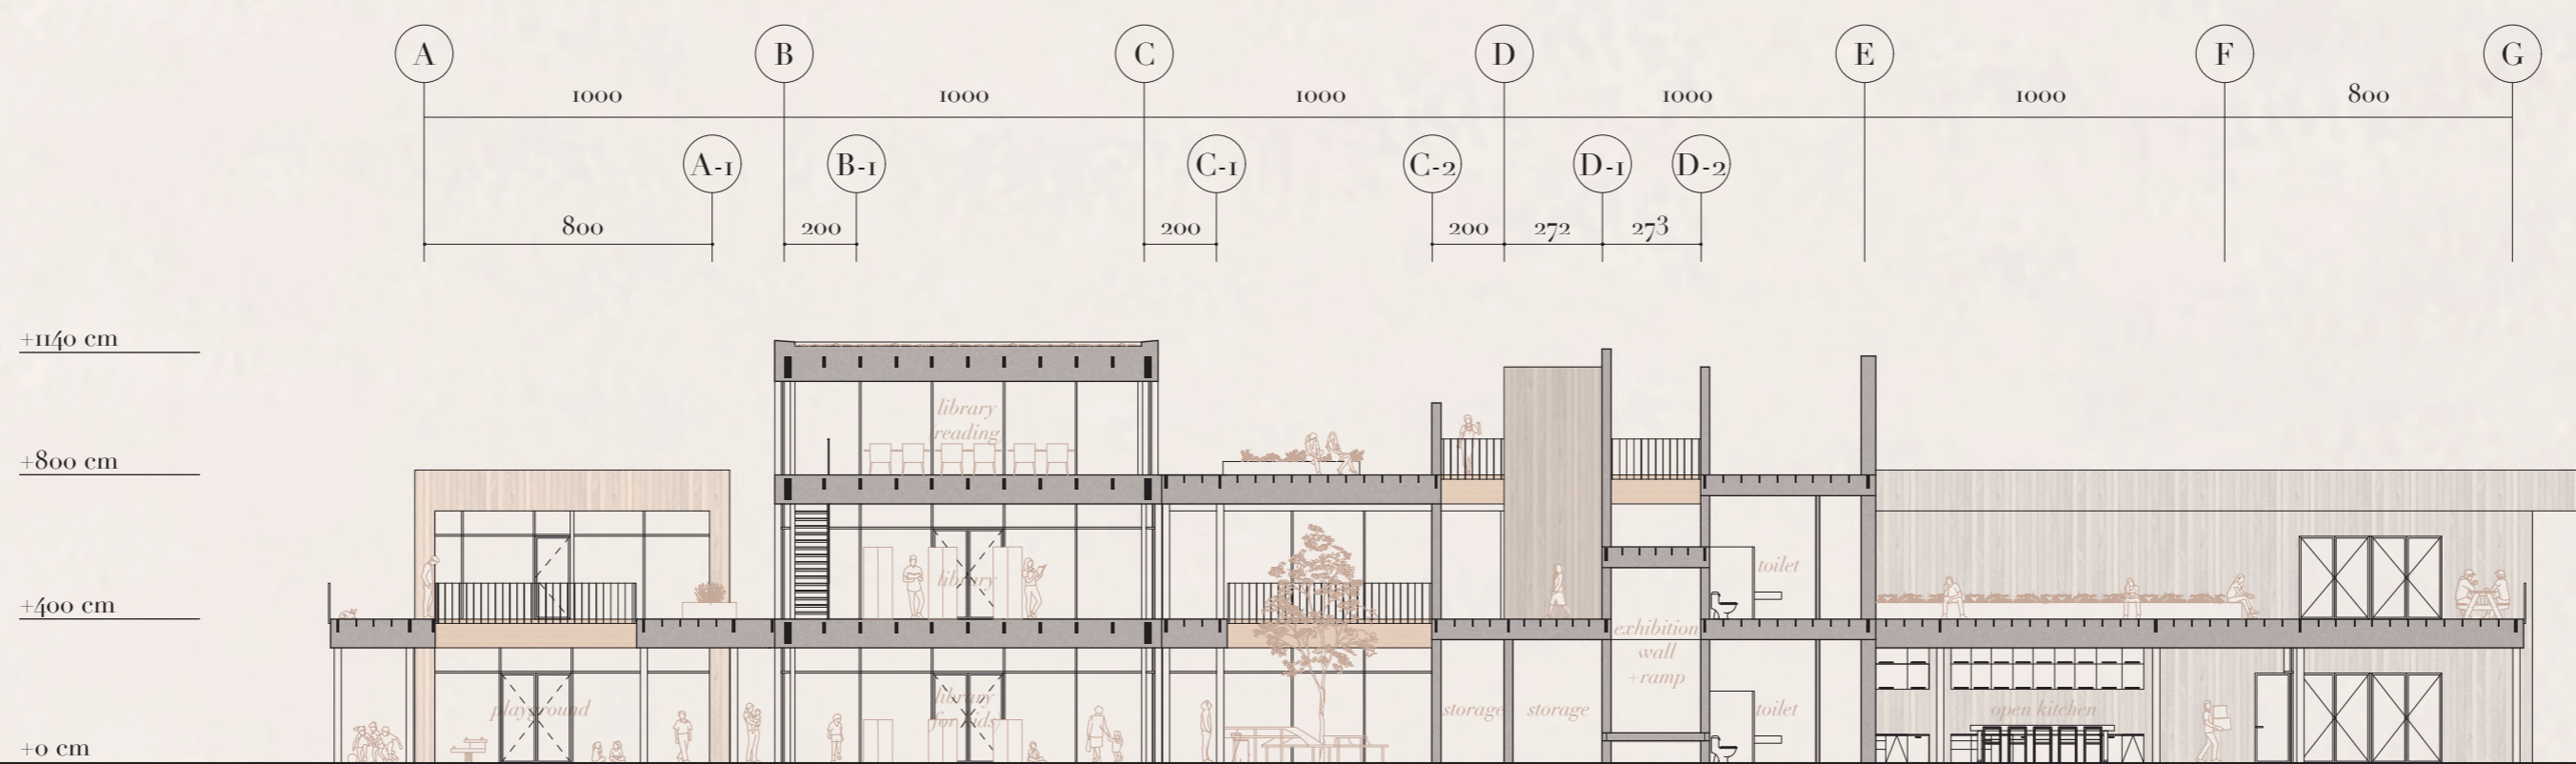 A B C D E F G
1000 1000 1000 1000 1000 800
A-1 B-1 C-1 C-2 D-1 D-2
800 200 200 200 272 273
+1140 cm
+800 cm
+400 cm
+0 cm
library
reading
library
toilet
exhibition
wall
+ramp
playground
library
for kids
storage
storage
toilet
open kitchen